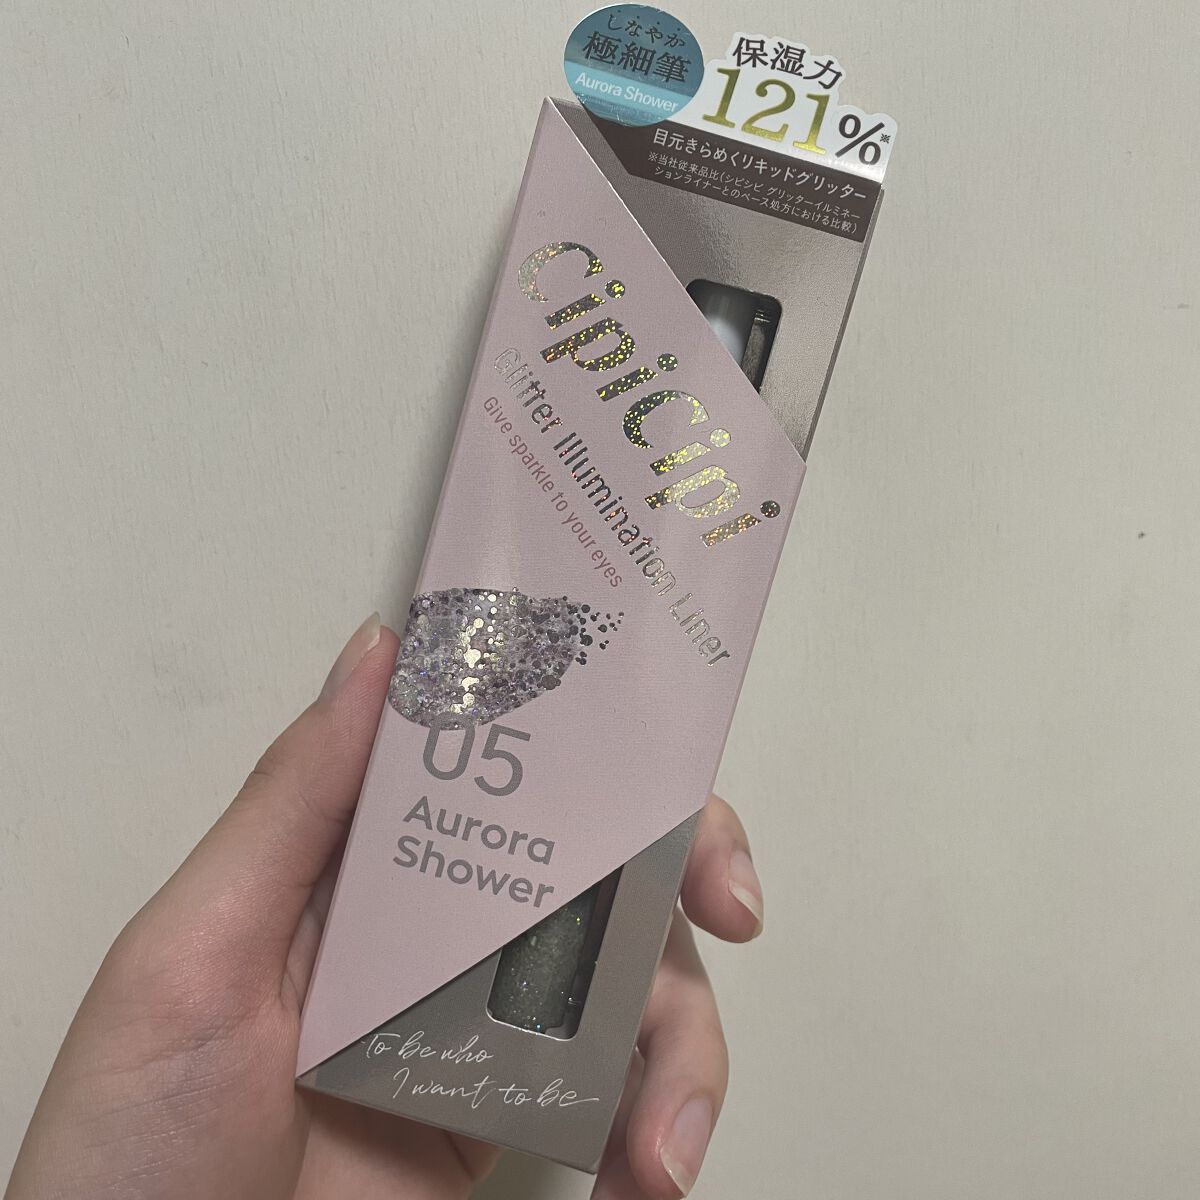 しなやか
極細筆
Aurora Shower
保湿力
121%※
目元きらめくリキッドグリッター
※当社従来品比(シピシピ グリッターイルミネー
ションライナーとのベース処方における比較)
CipiCipi
Glitter Illumination Liner
Give sparkle to your eyes
05
Aurora
Shower
To be who
I want to be